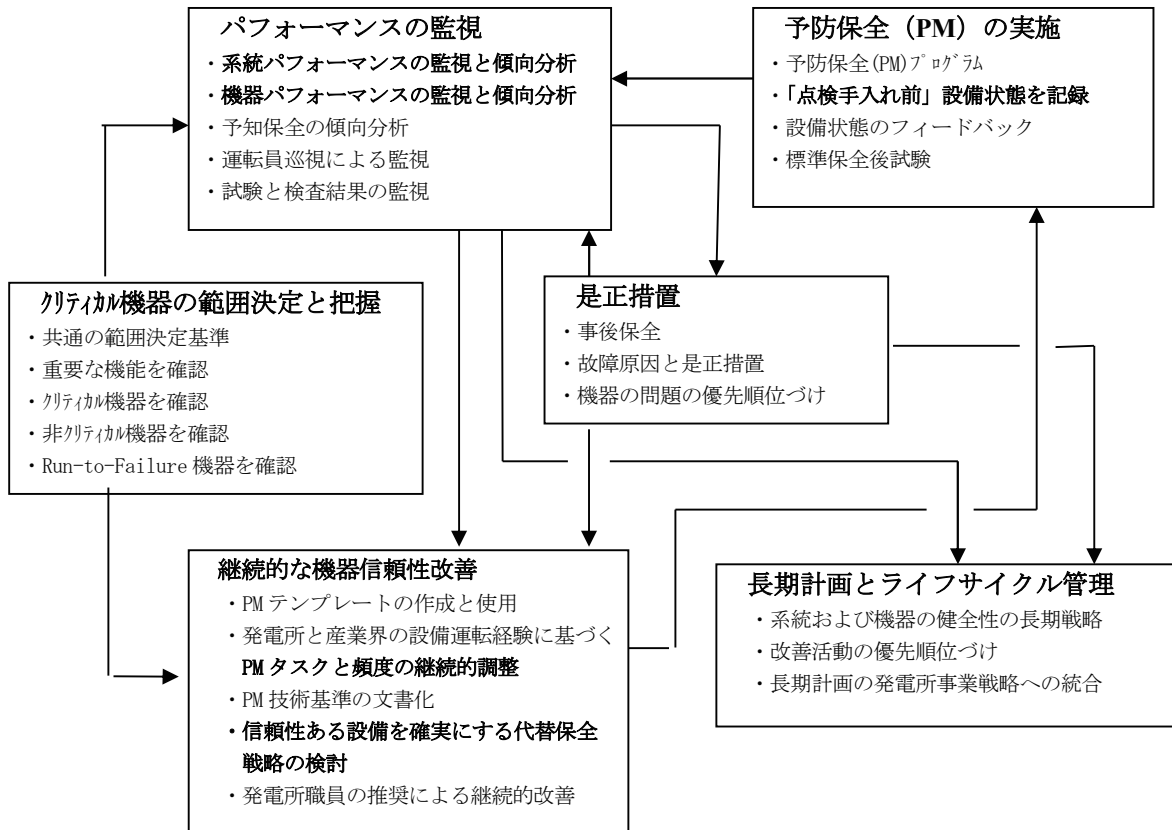 パフォーマンスの監視
・系統パフォーマンスの監視と傾向分析
・機器パフォーマンスの監視と傾向分析
・予知保全の傾向分析
・運転員巡視による監視
・試験と検査結果の監視
予防保全（PM）の実施
・予防保全(PM)ﾌﾟﾛｸﾞﾗﾑ
・「点検手入れ前」設備状態を記録
・設備状態のフィードバック
・標準保全後試験
ｸﾘﾃｨｶﾙ機器の範囲決定と把握
・共通の範囲決定基準
・重要な機能を確認
・ｸﾘﾃｨｶﾙ機器を確認
・非ｸﾘﾃｨｶﾙ機器を確認
・Run-to-Failure 機器を確認
是正措置
・事後保全
・故障原因と是正措置
・機器の問題の優先順位づけ
継続的な機器信頼性改善
・PM テンプレートの作成と使用
・発電所と産業界の設備運転経験に基づく
PM タスクと頻度の継続的調整
・PM 技術基準の文書化
・信頼性ある設備を確実にする代替保全
戦略の検討
・発電所職員の推奨による継続的改善
長期計画とライフサイクル管理
・系統および機器の健全性の長期戦略
・改善活動の優先順位づけ
・長期計画の発電所事業戦略への統合